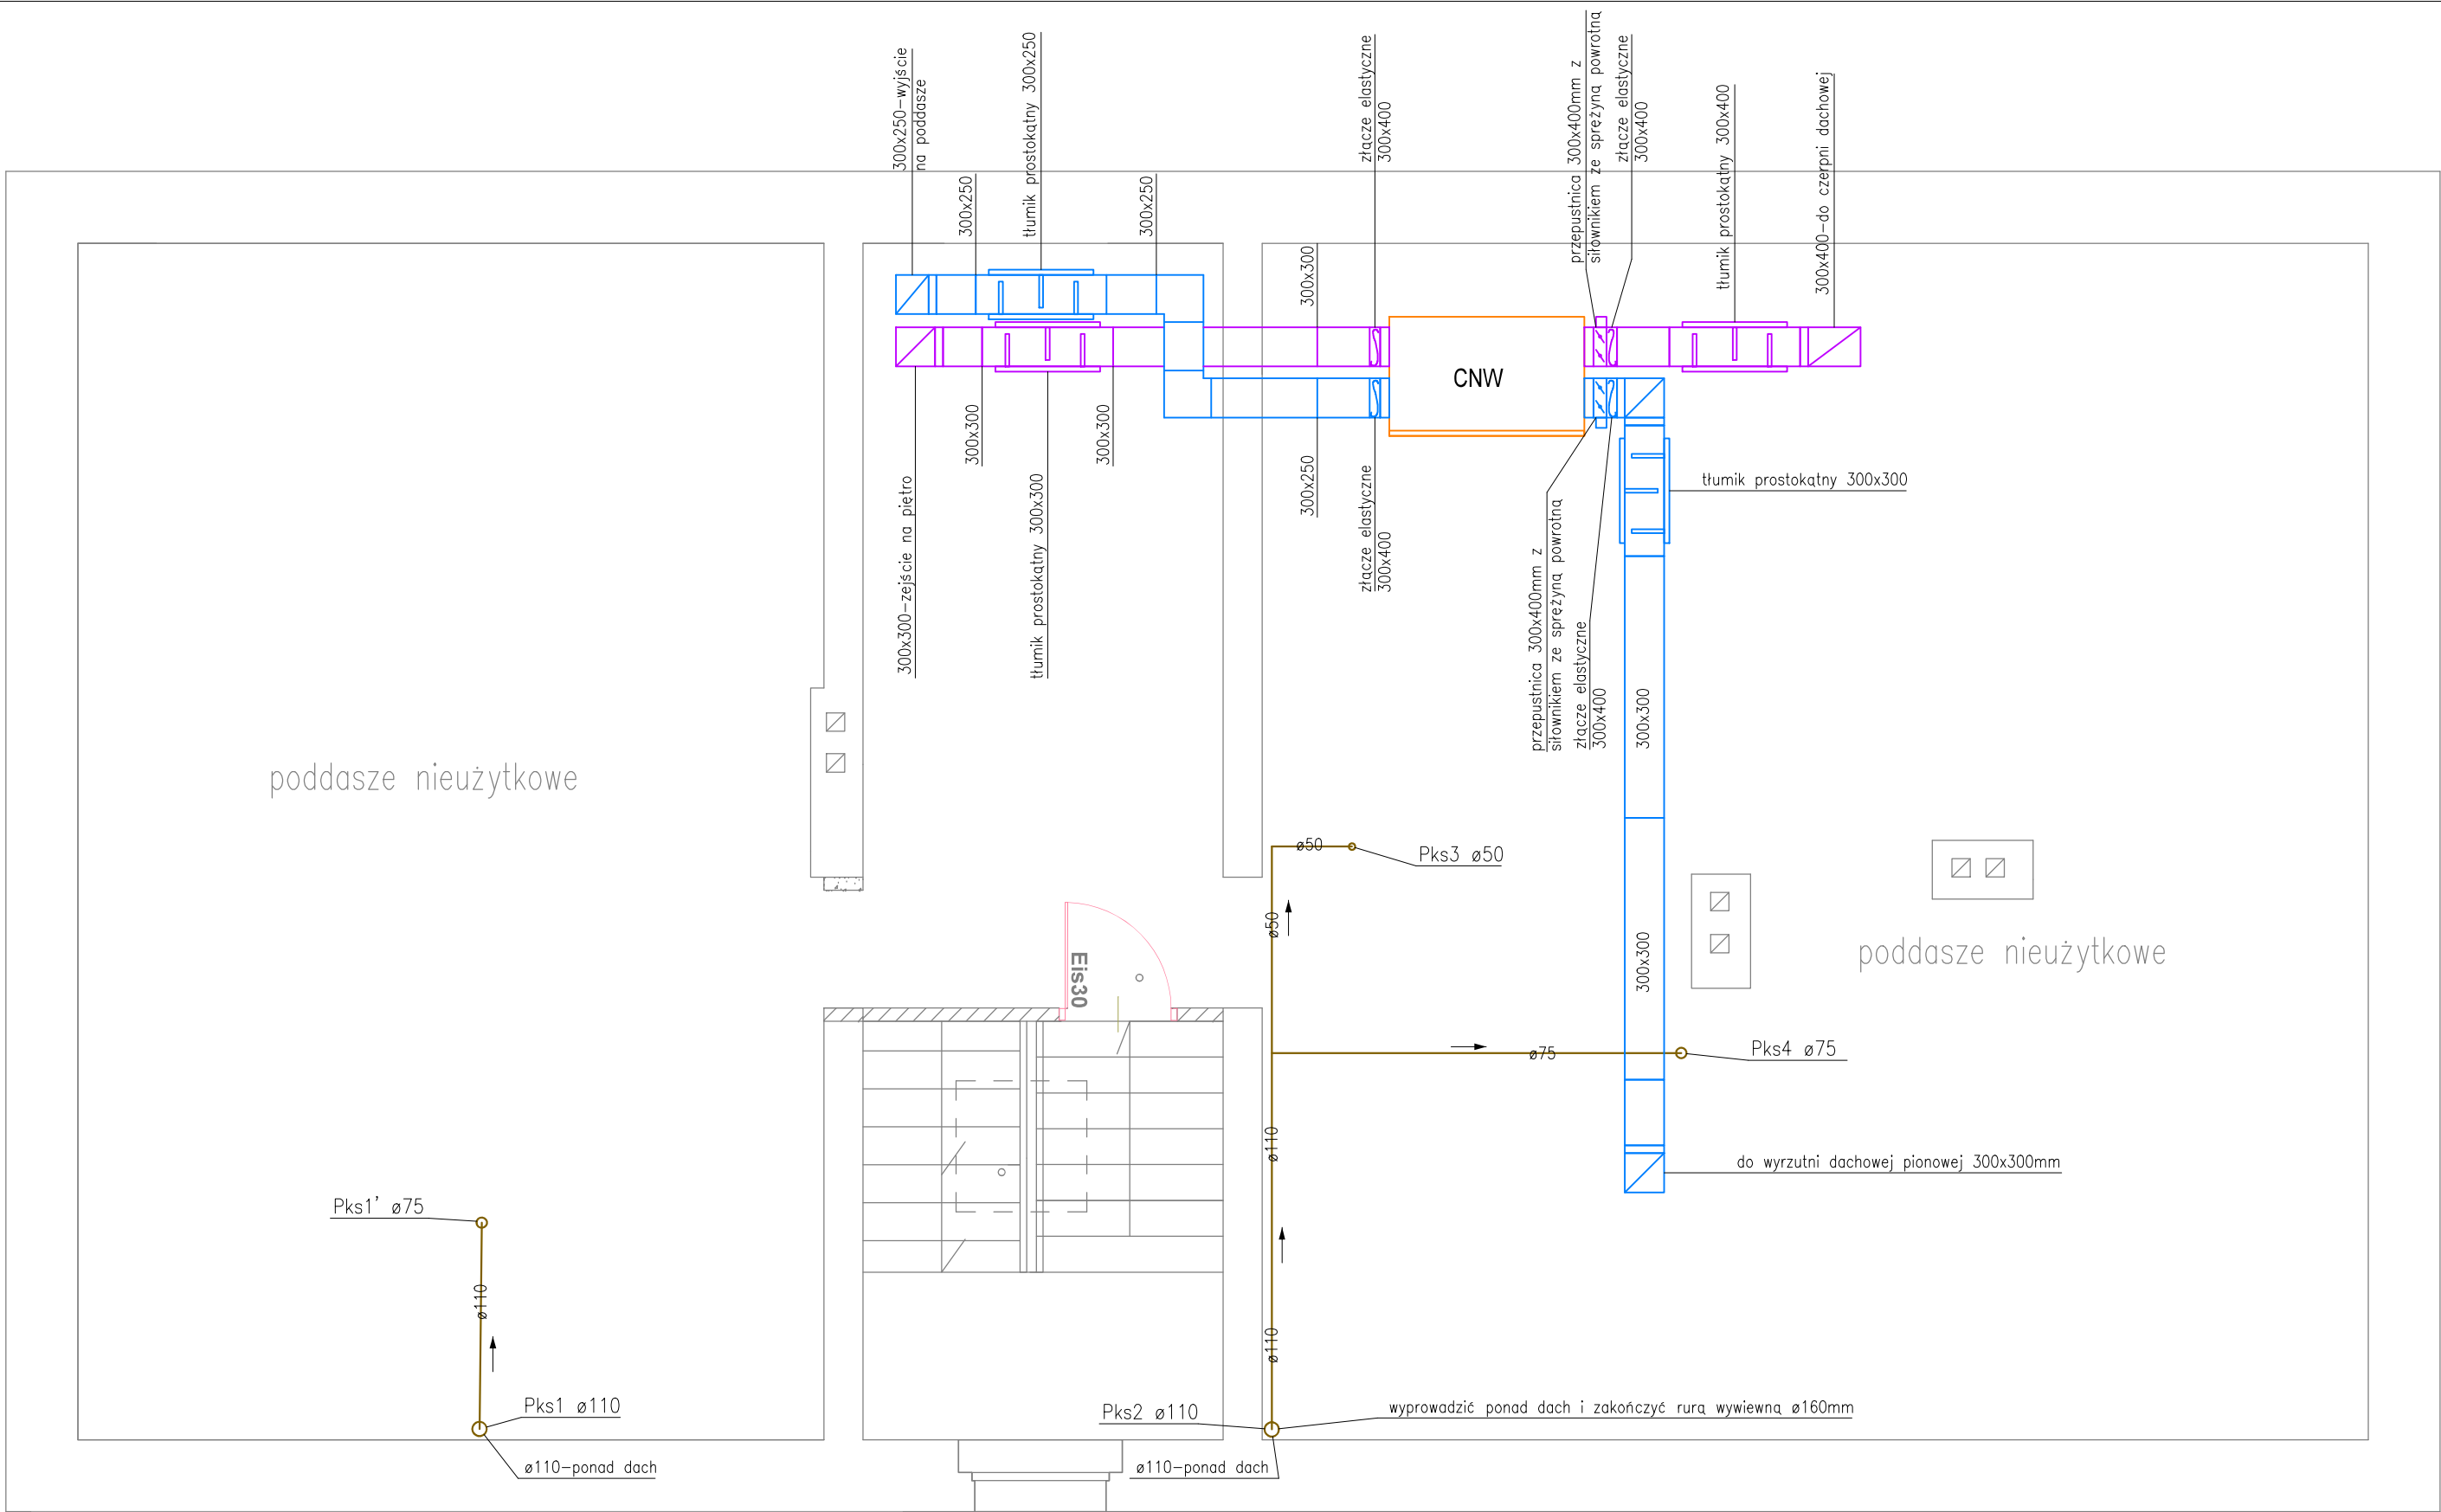 300x250-wyjście
na poddasze
300x250
tłumik prostokątny 300x250
300x250
złącze elastyczne
300x400
300x300
przepustnica 300x400mm z
siłownikiem ze sprężyną powrotną
złącze elastyczne
300x400
tłumik prostokątny 300x400
300x400-do czerpni dachowej
CNW
300x300-zejście na piętro
300x300
tłumik prostokątny 300x300
300x300
300x250
złącze elastyczne
300x400
przepustnica 300x400mm z
siłownikiem ze sprężyną powrotną
złącze elastyczne
300x400
tłumik prostokątny 300x300
300x300
poddasze nieużytkowe
ø50
Pks3 ø50
ø50
300x300
poddasze nieużytkowe
Eis30
ø75
Pks4 ø75
ø110
do wyrzutni dachowej pionowej 300x300mm
Pks1' ø75
ø110
ø110
Pks1 ø110
ø110-ponad dach
Pks2 ø110
wyprowadzić ponad dach i zakończyć rurą wywiewną ø160mm
ø110-ponad dach